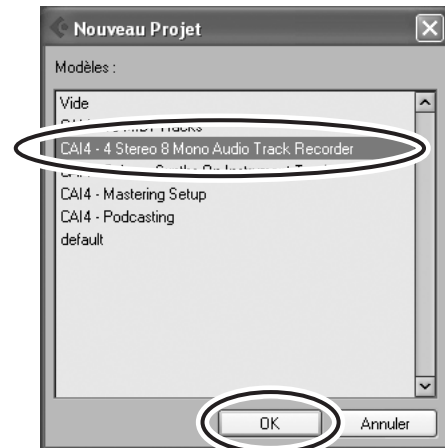 Nouveau Projet
Modèles :
Vide
CAI4 - 4 Stereo 8 Mono Audio Track Recorder
CAI4 - Mastering Setup
CAI4 - Podcasting
default
OK
Annuler